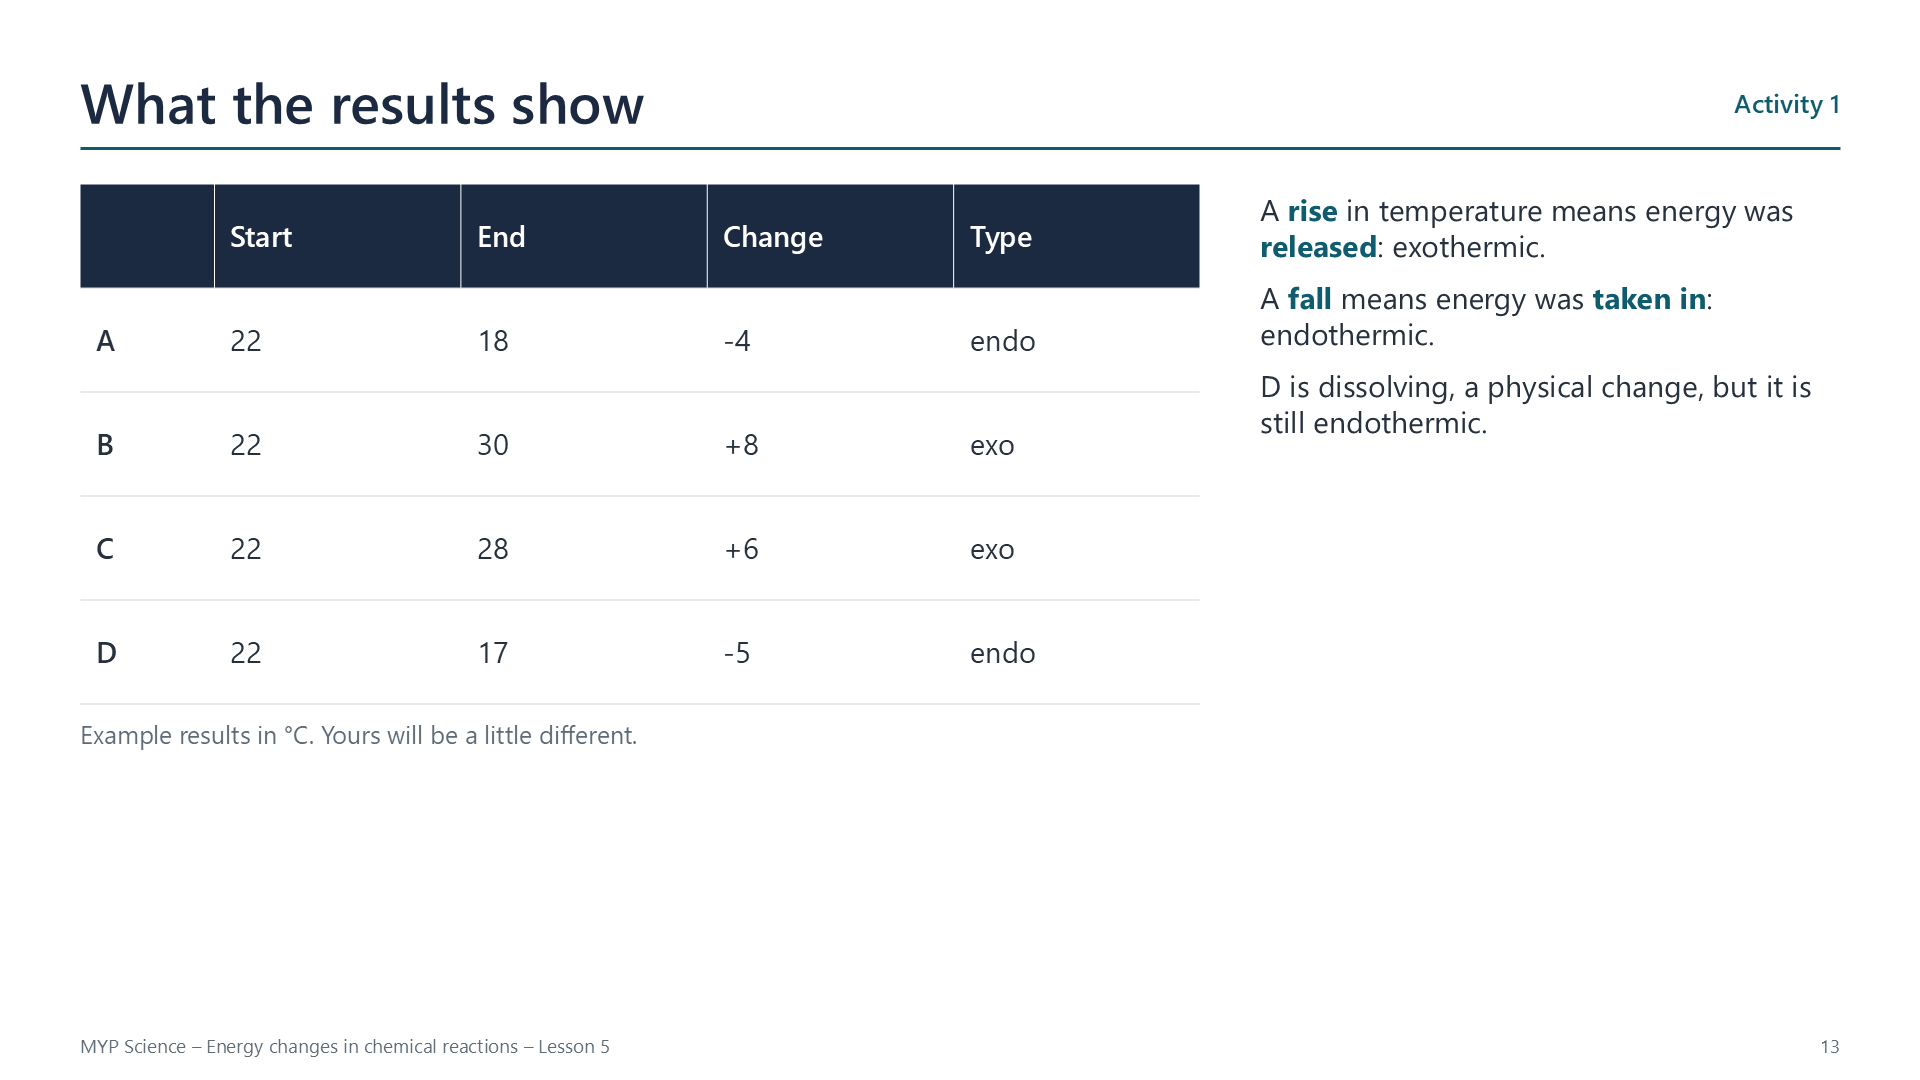 What the results show
Activity 1
Start End Change Type
A 22 18 -4 endo
B 22 30 +8 exo
C 22 28 +6 exo
D 22 17 -5 endo
Example results in °C. Yours will be a little different.
A rise in temperature means energy was
released: exothermic.
A fall means energy was taken in:
endothermic.
D is dissolving, a physical change, but it is
still endothermic.
MYP Science – Energy changes in chemical reactions – Lesson 5
13